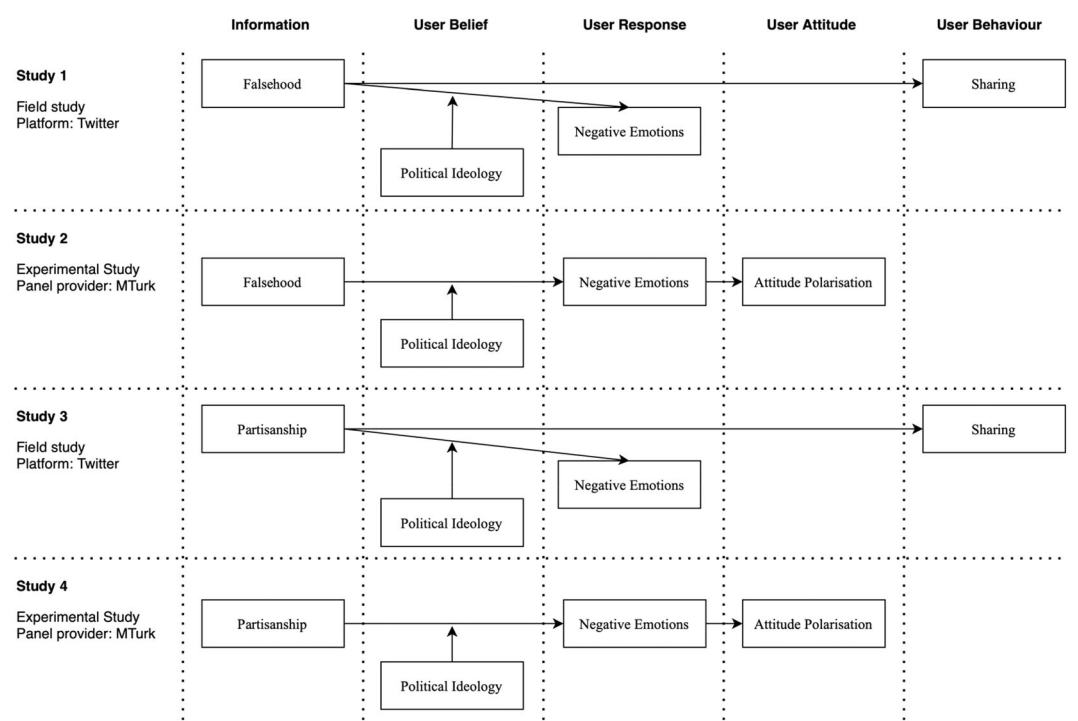 Information
User Belief
User Response
User Attitude
User Behaviour
Study 1
Field study
Platform: Twitter
Falsehood
Sharing
Negative Emotions
Political Ideology
Study 2
Experimental Study
Panel provider: MTurk
Falsehood
Negative Emotions
Attitude Polarisation
Political Ideology
Study 3
Field study
Platform: Twitter
Partisanship
Sharing
Negative Emotions
Political Ideology
Study 4
Experimental Study
Panel provider: MTurk
Partisanship
Negative Emotions
Attitude Polarisation
Political Ideology